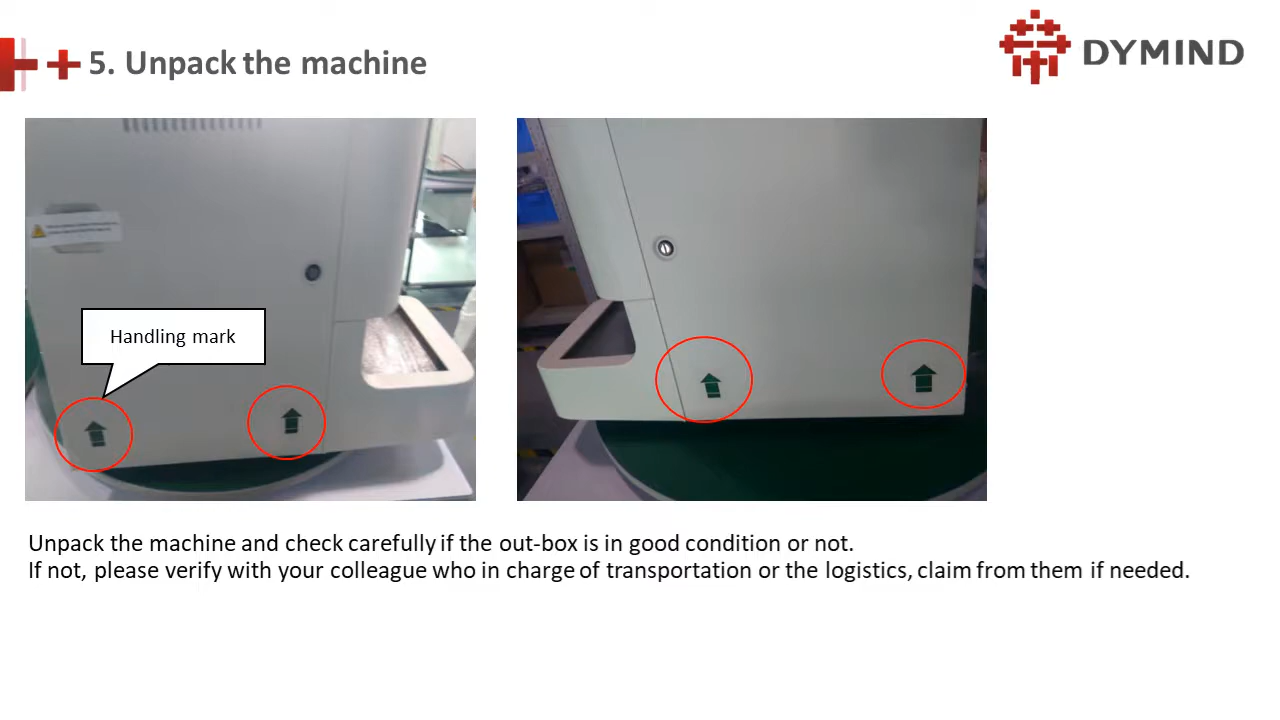 5. Unpack the machine
DYMIND
Handling mark
Unpack the machine and check carefully if the out-box is in good condition or not.
If not, please verify with your colleague who in charge of transportation or the logistics, claim from them if needed.